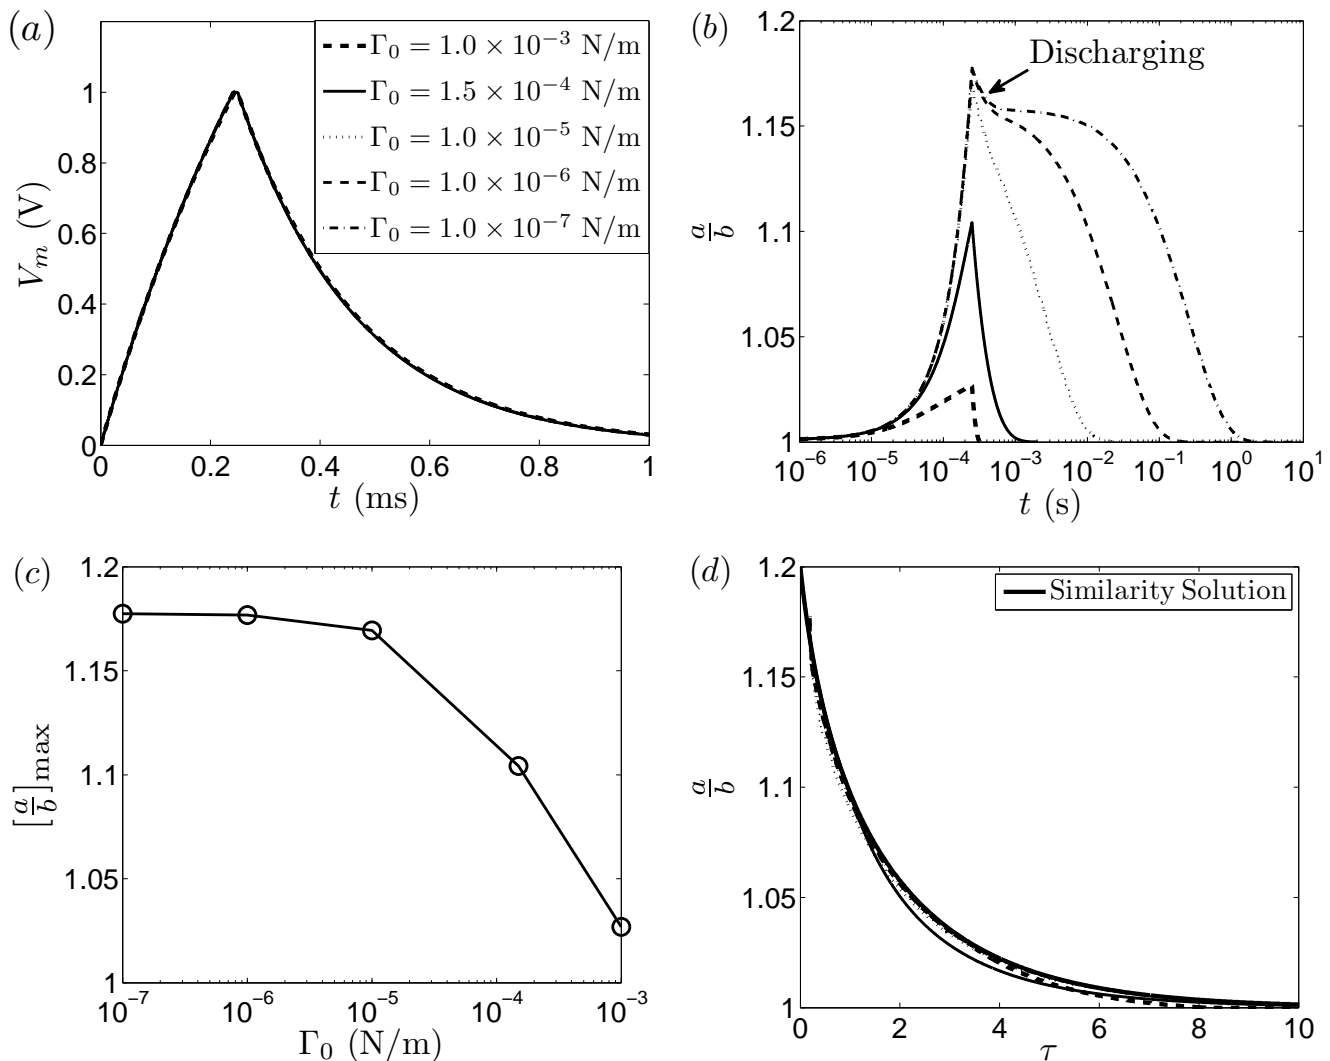 (a)
V_m (V)
1
0.8
0.6
0.4
0.2
0
0 0.2 0.4 0.6 0.8 1
t (ms)
Γ₀ = 1.0 × 10⁻³ N/m
Γ₀ = 1.5 × 10⁻⁴ N/m
Γ₀ = 1.0 × 10⁻⁵ N/m
Γ₀ = 1.0 × 10⁻⁶ N/m
Γ₀ = 1.0 × 10⁻⁷ N/m
(b)
a/b
1.2
1.15
1.1
1.05
1
10⁻⁶ 10⁻⁵ 10⁻⁴ 10⁻³ 10⁻² 10⁻¹ 10⁰ 10¹
t (s)
Discharging
(c)
[a/b]max
1.2
1.15
1.1
1.05
1
10⁻⁷ 10⁻⁶ 10⁻⁵ 10⁻⁴ 10⁻³
Γ₀ (N/m)
(d)
a/b
1.2
1.15
1.1
1.05
1
0 2 4 6 8 10
τ
Similarity Solution